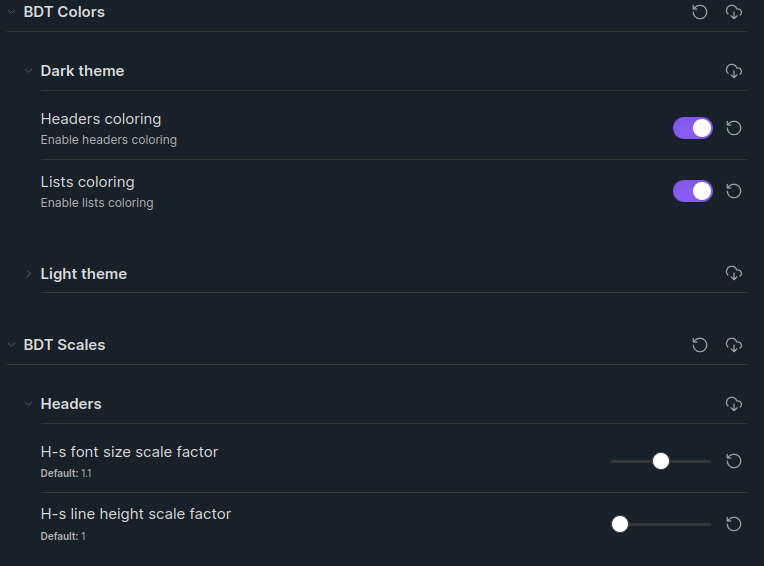 BDT Colors
Dark theme
Headers coloring
Enable headers coloring
Lists coloring
Enable lists coloring
Light theme
BDT Scales
Headers
H-s font size scale factor
Default: 1.1
H-s line height scale factor
Default: 1